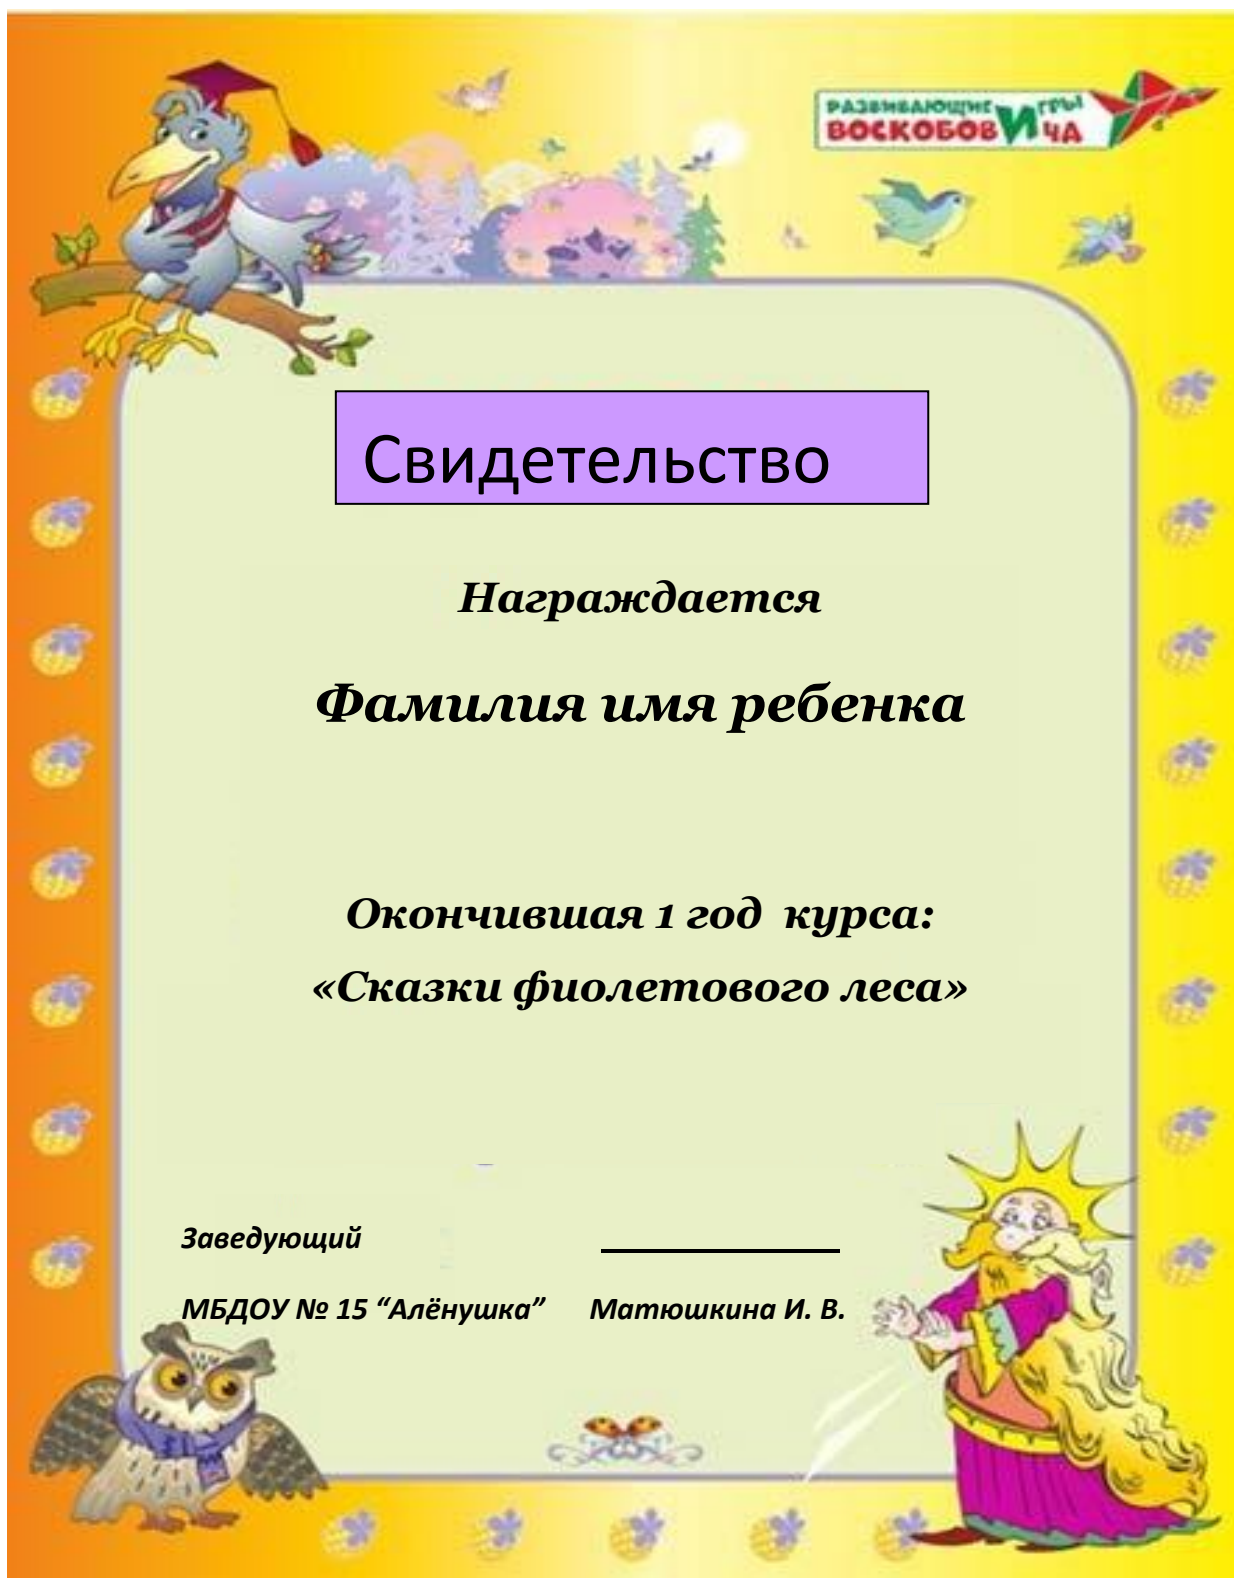 РАЗВИВАЮЩИЕ ИГРЫ
ВОСКОБОВИЧА
Свидетельство
Награждается
Фамилия имя ребенка
Окончившая 1 год курса:
«Сказки фиолетового леса»
Заведующий
МБДОУ № 15 “Алёнушка” Матюшкина И. В.